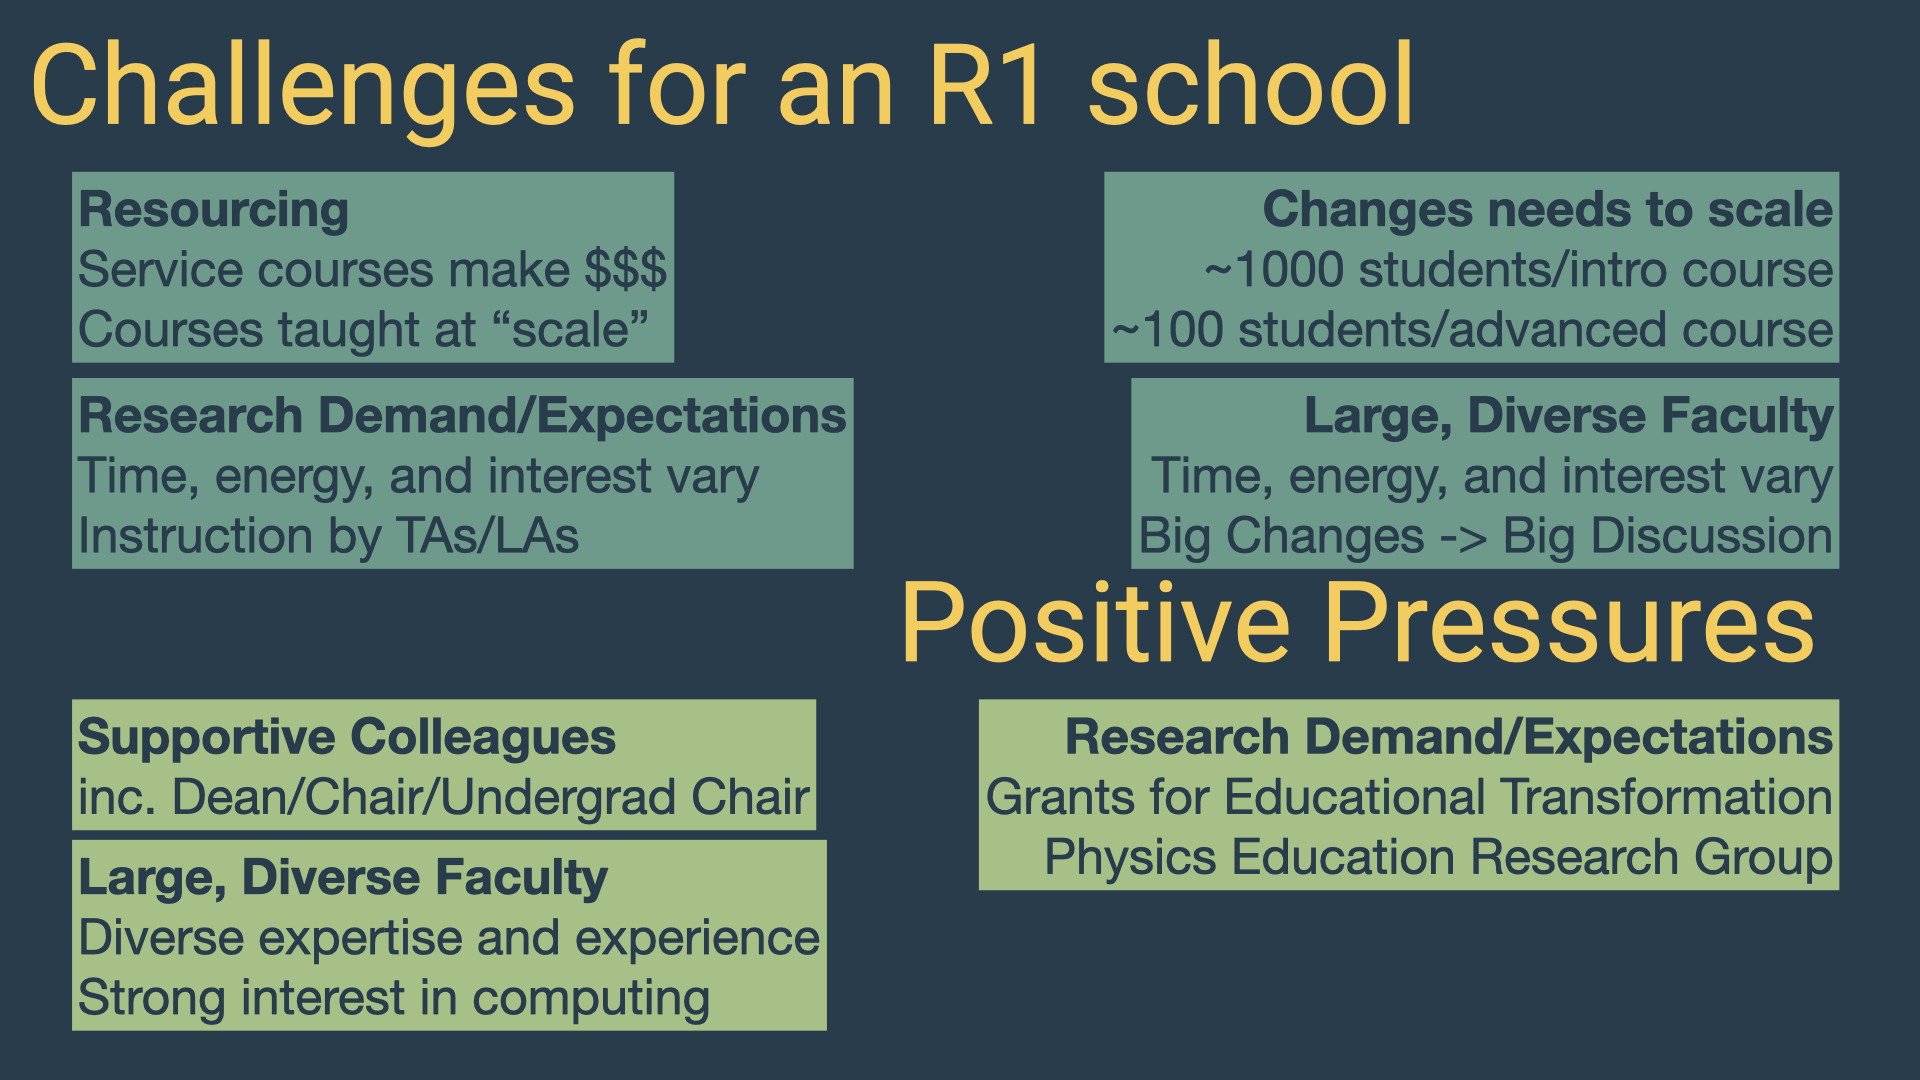 Challenges for an R1 school
Resourcing
Service courses make $$$
Courses taught at “scale”
Changes needs to scale
~1000 students/intro course
~100 students/advanced course
Research Demand/Expectations
Time, energy, and interest vary
Instruction by TAs/LAs
Large, Diverse Faculty
Time, energy, and interest vary
Big Changes -> Big Discussion
Positive Pressures
Supportive Colleagues
inc. Dean/Chair/Undergrad Chair
Research Demand/Expectations
Grants for Educational Transformation
Physics Education Research Group
Large, Diverse Faculty
Diverse expertise and experience
Strong interest in computing